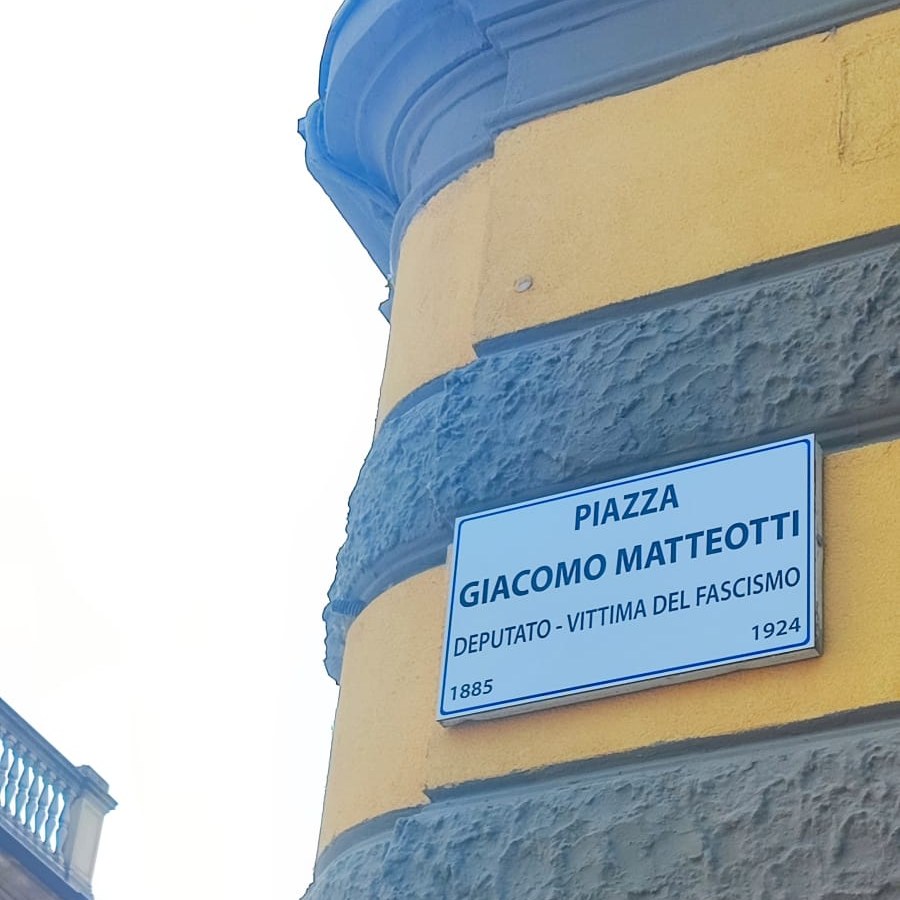 PIAZZA
GIACOMO MATTEOTTI
DEPUTATO - VITTIMA DEL FASCISMO
1885 1924